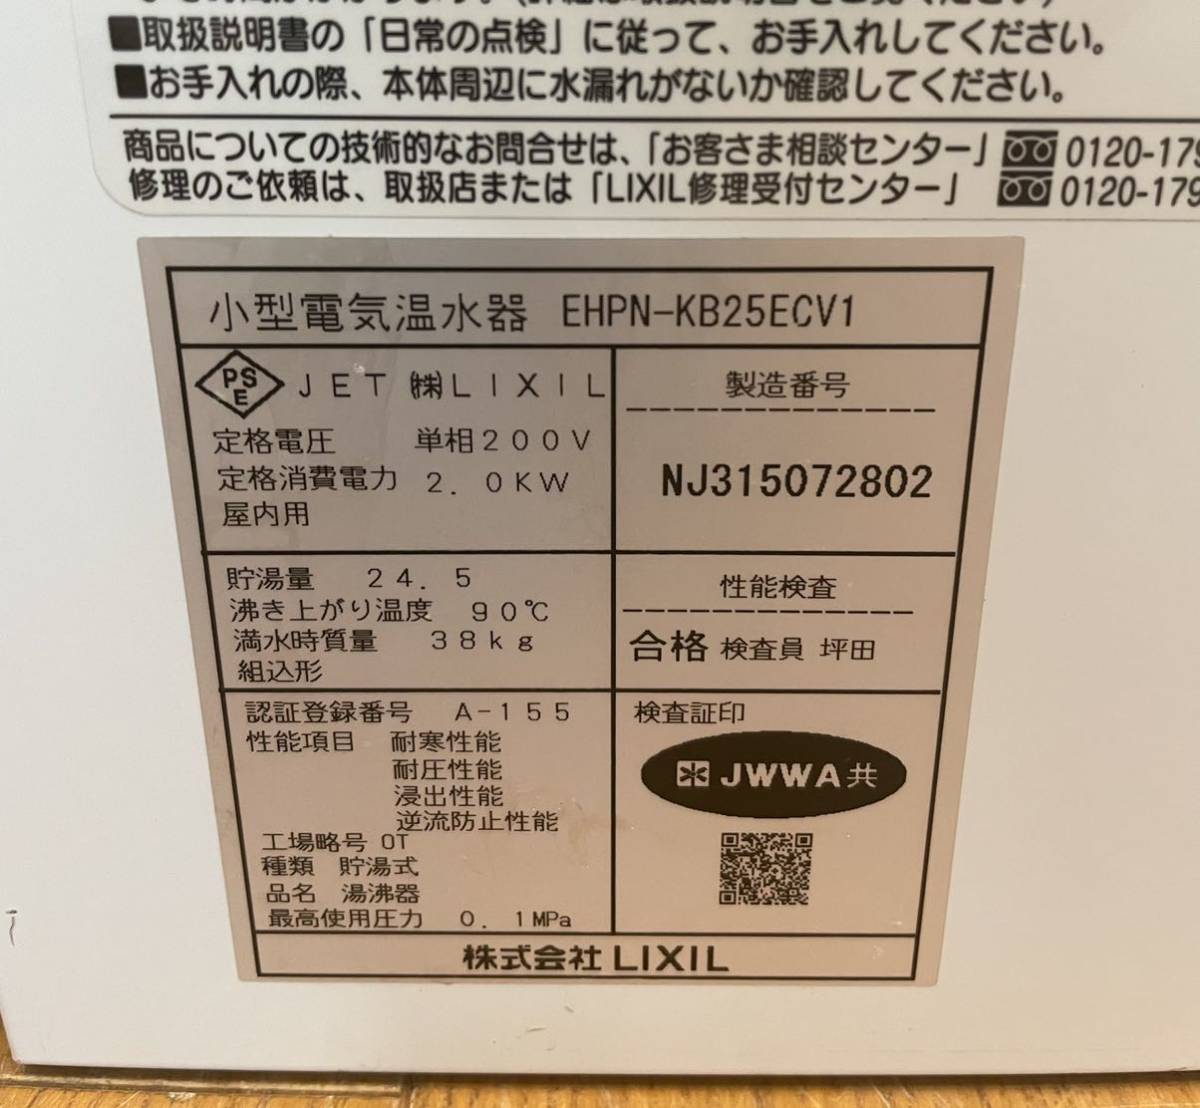 ■取扱説明書の「日常の点検」に従って、お手入れしてください。
■お手入れの際、本体周辺に水漏れがないか確認してください。
商品についての技術的なお問合せは、「お客さま相談センター」 0120-179
修理のご依頼は、取扱店または「LIXIL修理受付センター」 0120-179
小型電気温水器 EHPN-KB25ECV1
PSE JET ㈱LIXIL
定格電圧 単相200V
定格消費電力 2.0KW
屋内用
製造番号
NJ315072802
貯湯量 24.5
沸き上がり温度 90℃
満水時質量 38kg
組込形
性能検査
合格 検査員 坪田
認証登録番号 A-155
性能項目 耐寒性能
耐圧性能
浸出性能
逆流防止性能
工場略号 OT
種類 貯湯式
品名 湯沸器
最高使用圧力 0.1MPa
検査証印
JWWA共
株式会社 LIXIL